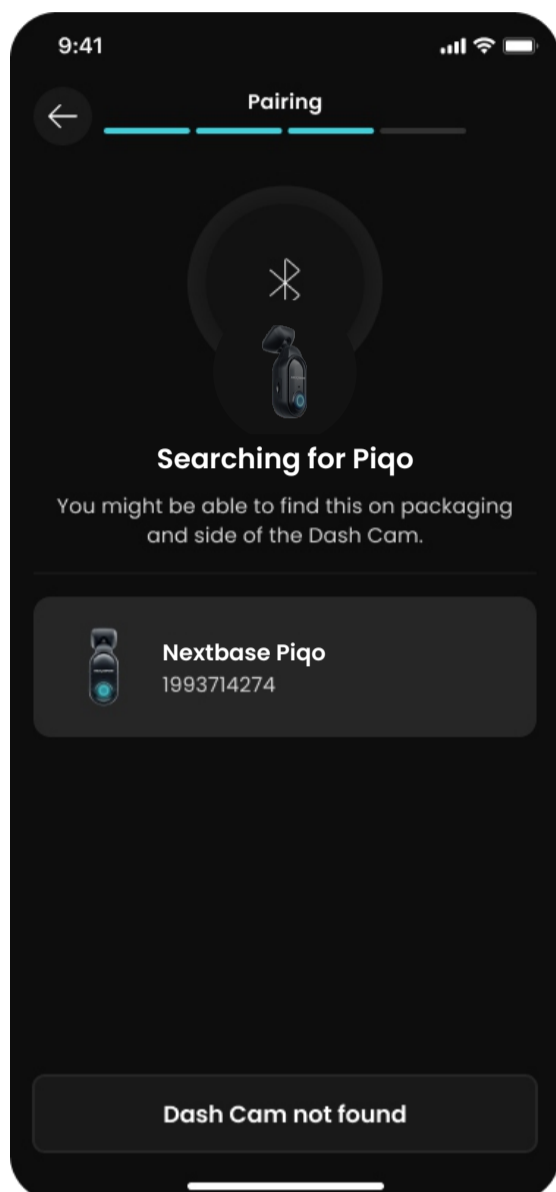 9:41
Pairing
Searching for Piqo
You might be able to find this on packaging
and side of the Dash Cam.
Nextbase Piqo
1993714274
Dash Cam not found